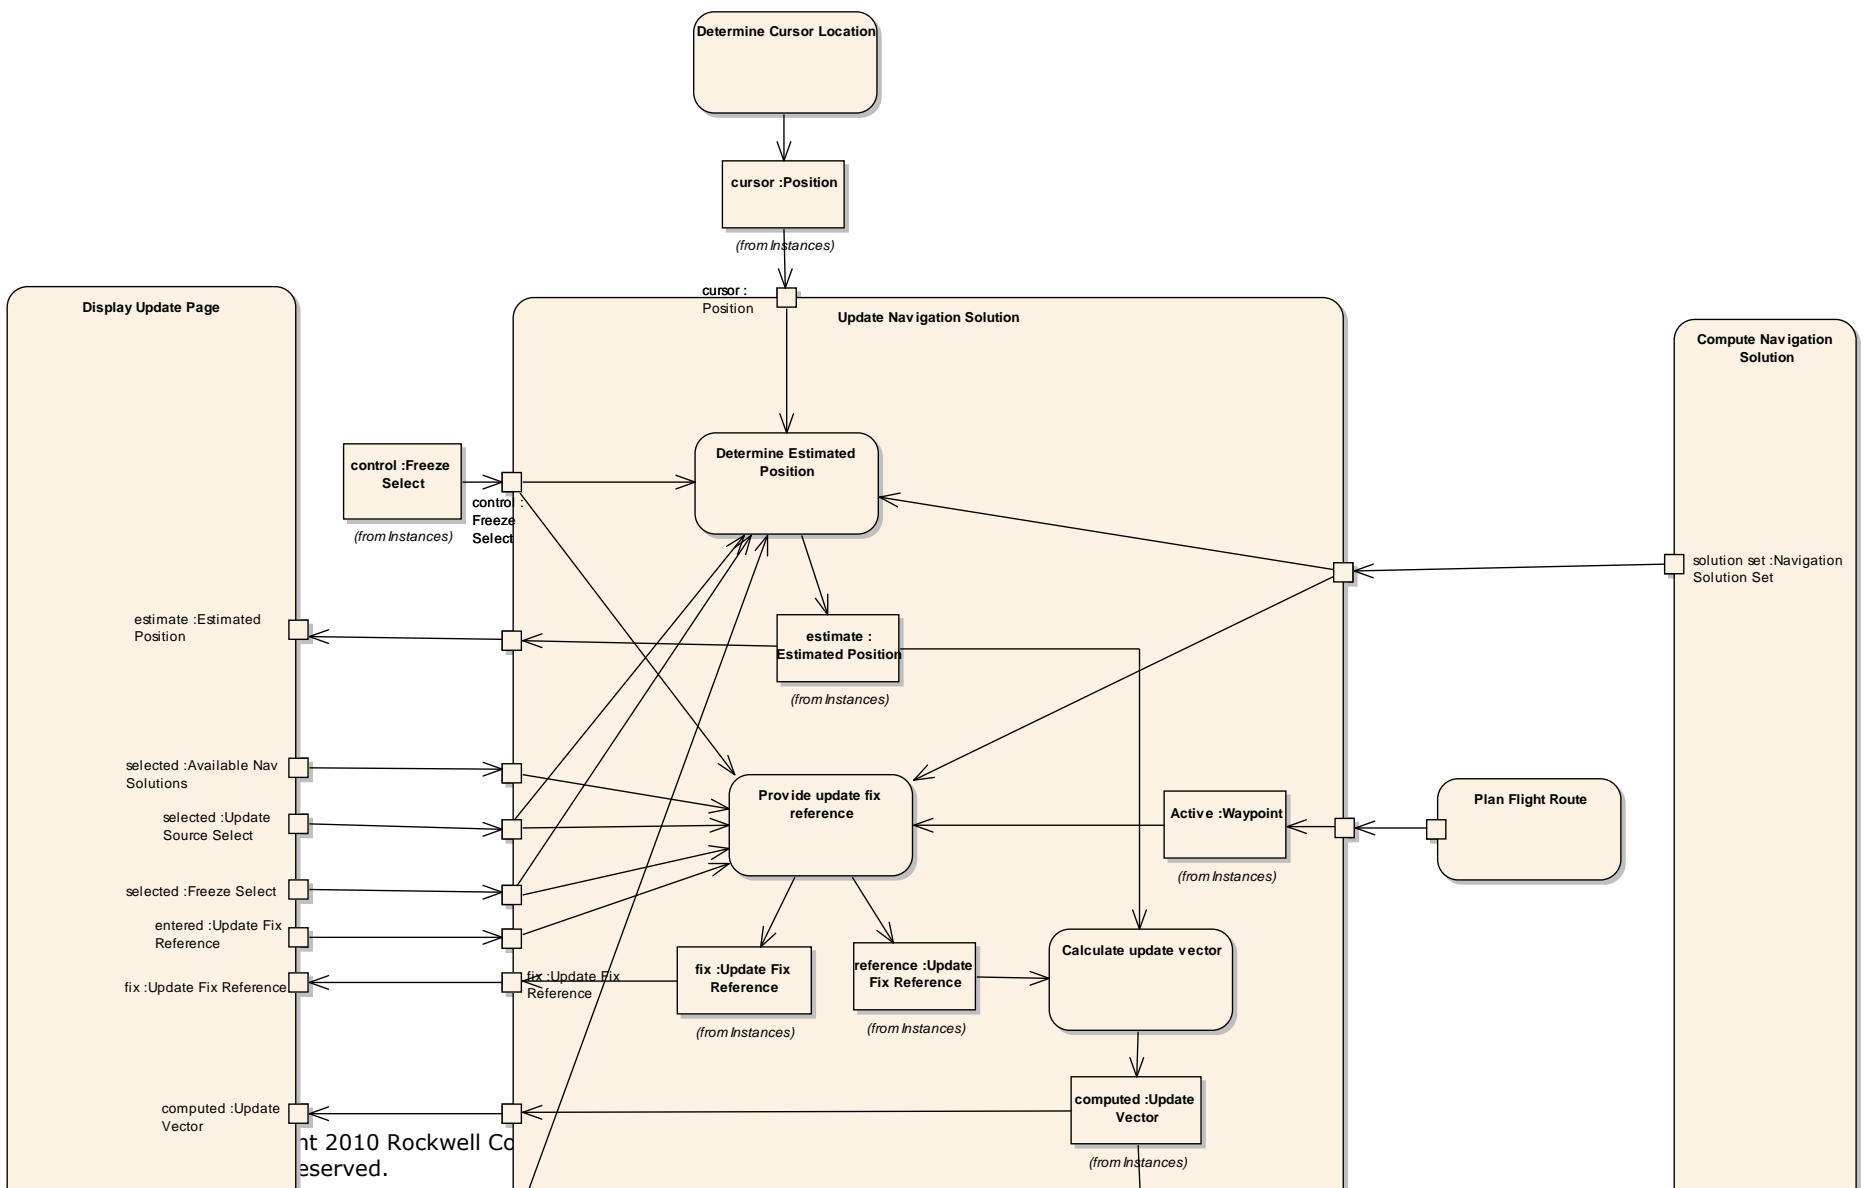 Determine Cursor Location
cursor :Position
(from Instances)
cursor :
Position
Display Update Page
Update Navigation Solution
Compute Navigation
Solution
Determine Estimated
Position
control :Freeze
Select
(from Instances)
control :
Freeze
Select
solution set :Navigation
Solution Set
estimate :Estimated
Position
estimate :
Estimated Position
(from Instances)
selected :Available Nav
Solutions
selected :Update
Source Select
Provide update fix
reference
Active :Waypoint
(from Instances)
Plan Flight Route
selected :Freeze Select
entered :Update Fix
Reference
fix :Update Fix Reference
fix :Update Fix
Reference
fix :Update Fix
Reference
(from Instances)
reference :Update
Fix Reference
(from Instances)
Calculate update vector
computed :Update
Vector
computed :Update
Vector
(from Instances)
2010 Rockwell